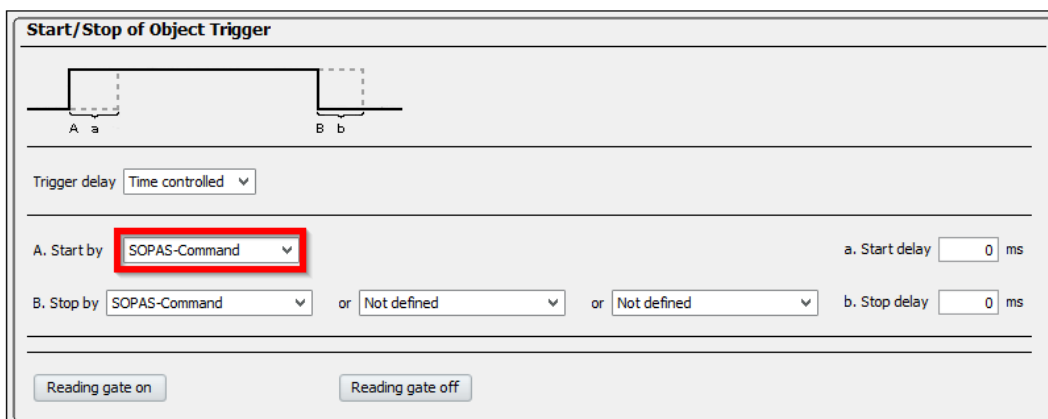 Start/Stop of Object Trigger
A a B b
Trigger delay Time controlled
A. Start by SOPAS-Command a. Start delay 0 ms
B. Stop by SOPAS-Command or Not defined or Not defined b. Stop delay 0 ms
Reading gate on Reading gate off